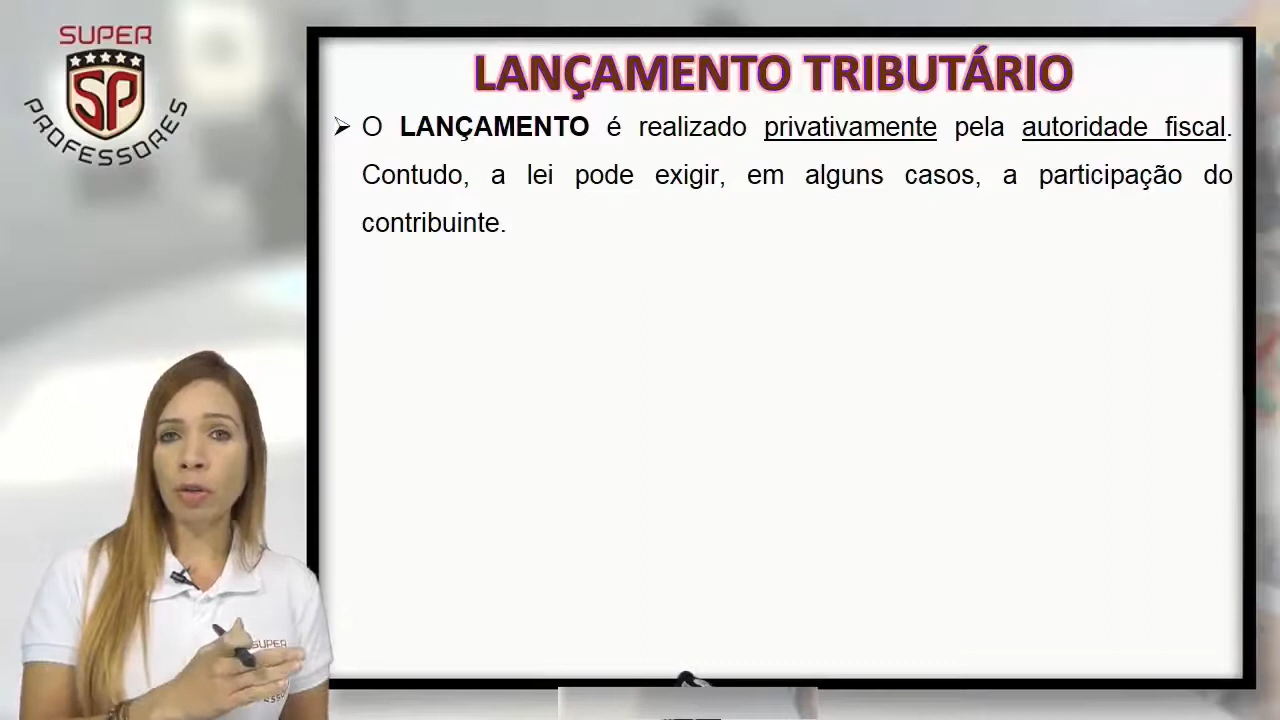 SUPER
SP
PROFESSORES
LANÇAMENTO TRIBUTÁRIO
➢ O LANÇAMENTO é realizado privativamente pela autoridade fiscal.
Contudo, a lei pode exigir, em alguns casos, a participação do
contribuinte.
SUPER